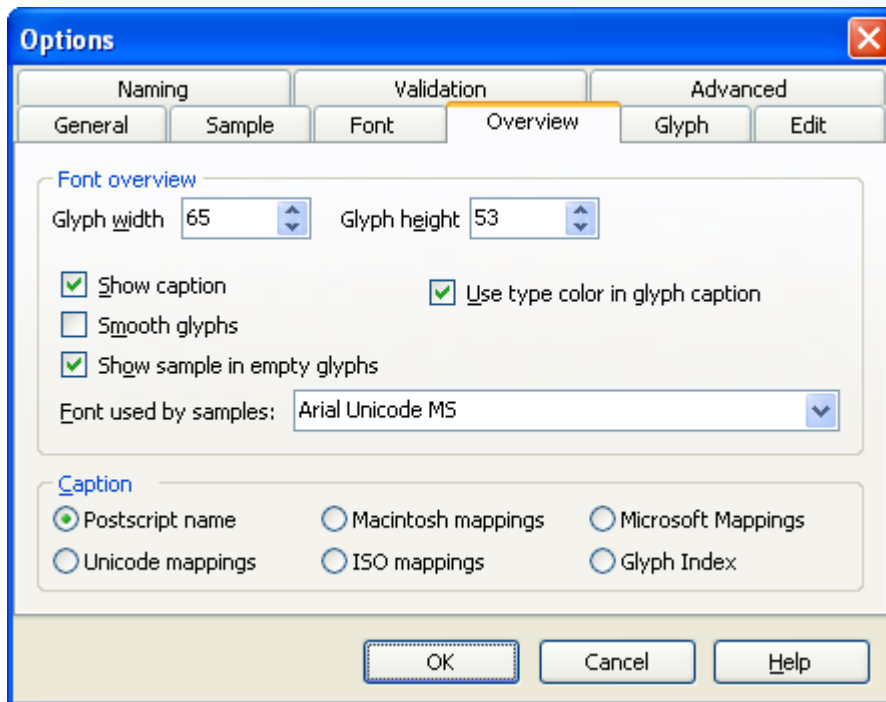 Options
Naming Validation Advanced
General Sample Font Overview Glyph Edit
Font overview
Glyph width 65 Glyph height 53
Show caption Use type color in glyph caption
Smooth glyphs
Show sample in empty glyphs
Font used by samples: Arial Unicode MS
Caption
Postscript name Macintosh mappings Microsoft Mappings
Unicode mappings ISO mappings Glyph Index
OK Cancel Help